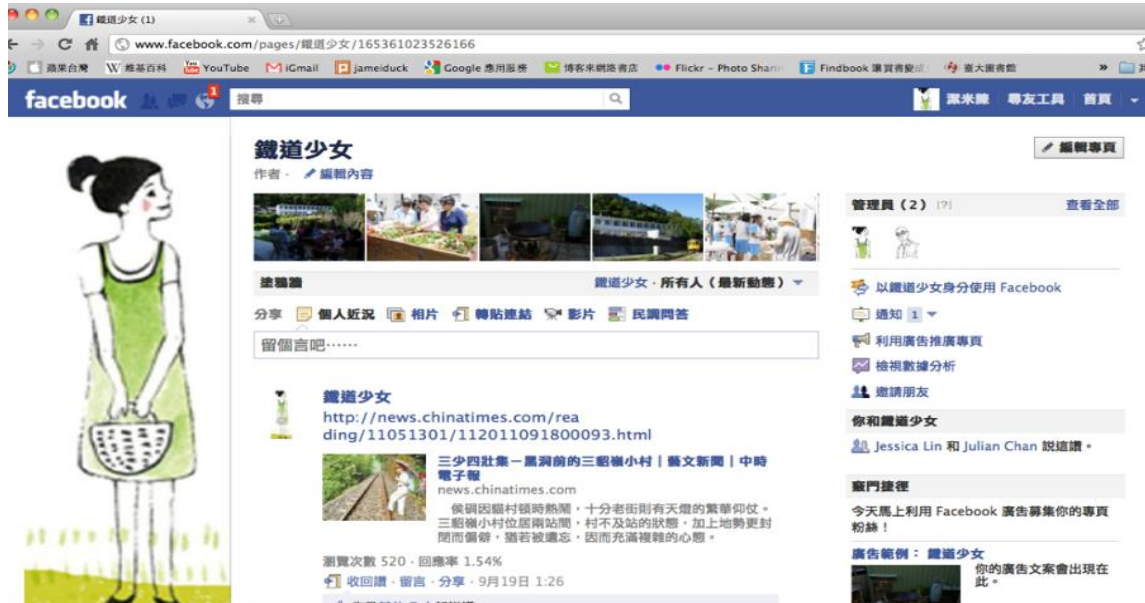 鐵道少女 (1)
www.facebook.com/pages/鐵道少女/165361023526166
蘋果台灣 維基百科 YouTube iGmail jameiduck Google 應用服務 博客來網路書店 Flickr - Photo Sharin Findbook 讓買書變成 臺大圖書館 »
facebook 1 搜尋 潔米陳 尋友工具 首頁
鐵道少女
編輯專頁
作者 · 編輯內容
塗鴉牆 鐵道少女 · 所有人（最新動態）
分享 個人近況 相片 轉貼連結 影片 民調問答
留個言吧……
鐵道少女
http://news.chinatimes.com/rea
ding/11051301/112011091800093.html
三少四壯集－黑洞前的三貂嶺小村 | 藝文新聞 | 中時
電子報
news.chinatimes.com
侯硐因貓村頓時熱鬧，十分老街則有天燈的繁華仰仗。
三貂嶺小村位居兩站間，村不及站的狀態，加上地勢更封
閉而偏僻，猶若被遺忘，因而充滿複雜的心態。
瀏覽次數 520 · 回應率 1.54%
收回讚 · 留言 · 分享 · 9月19日 1:26
管理員（2） [?] 查看全部
以鐵道少女身分使用 Facebook
通知 1
利用廣告推廣專頁
檢視數據分析
邀請朋友
你和鐵道少女
Jessica Lin 和 Julian Chan 說這讚。
竅門捷徑
今天馬上利用 Facebook 廣告募集你的專頁
粉絲！
廣告範例： 鐵道少女
你的廣告文案會出現在
此。